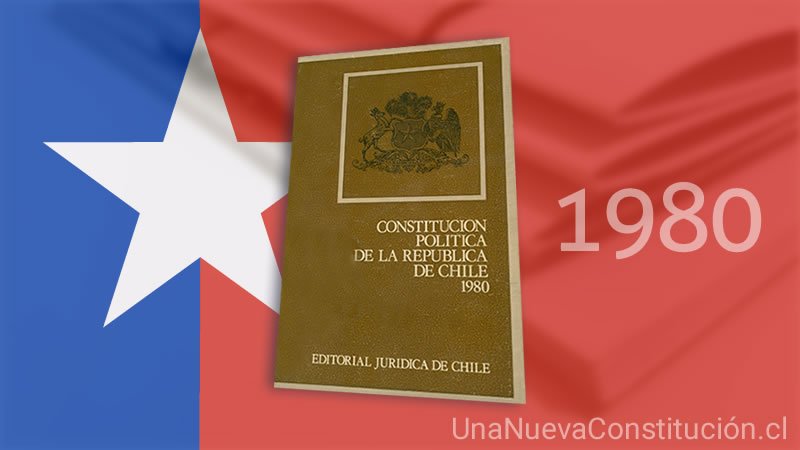 CONSTITUCION
POLITICA
DE LA REPUBLICA
DE CHILE
1980
EDITORIAL JURIDICA DE CHILE
1980
UnaNuevaConstitución.cl